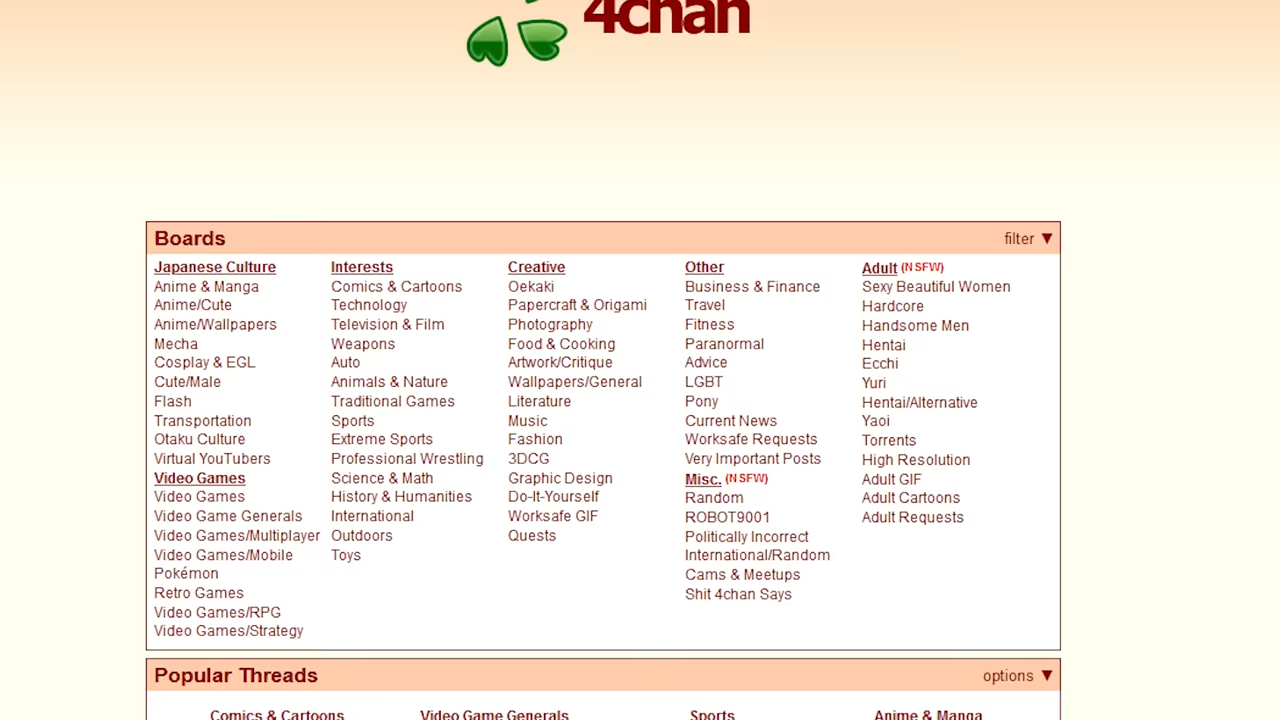 4chan
Boards
filter ▼
Japanese Culture
Anime & Manga
Anime/Cute
Anime/Wallpapers
Mecha
Cosplay & EGL
Cute/Male
Flash
Transportation
Otaku Culture
Virtual YouTubers
Video Games
Video Games
Video Game Generals
Video Games/Multiplayer
Video Games/Mobile
Pokémon
Retro Games
Video Games/RPG
Video Games/Strategy
Interests
Comics & Cartoons
Technology
Television & Film
Weapons
Auto
Animals & Nature
Traditional Games
Sports
Extreme Sports
Professional Wrestling
Science & Math
History & Humanities
International
Outdoors
Toys
Creative
Oekaki
Papercraft & Origami
Photography
Food & Cooking
Artwork/Critique
Wallpapers/General
Literature
Music
Fashion
3DCG
Graphic Design
Do-It-Yourself
Worksafe GIF
Quests
Other
Business & Finance
Travel
Fitness
Paranormal
Advice
LGBT
Pony
Current News
Worksafe Requests
Very Important Posts
Misc. (NSFW)
Random
ROBOT9001
Politically Incorrect
International/Random
Cams & Meetups
Shit 4chan Says
Adult (NSFW)
Sexy Beautiful Women
Hardcore
Handsome Men
Hentai
Ecchi
Yuri
Hentai/Alternative
Yaoi
Torrents
High Resolution
Adult GIF
Adult Cartoons
Adult Requests
Popular Threads
options ▼
Comics & Cartoons
Video Game Generals
Sports
Anime & Manga